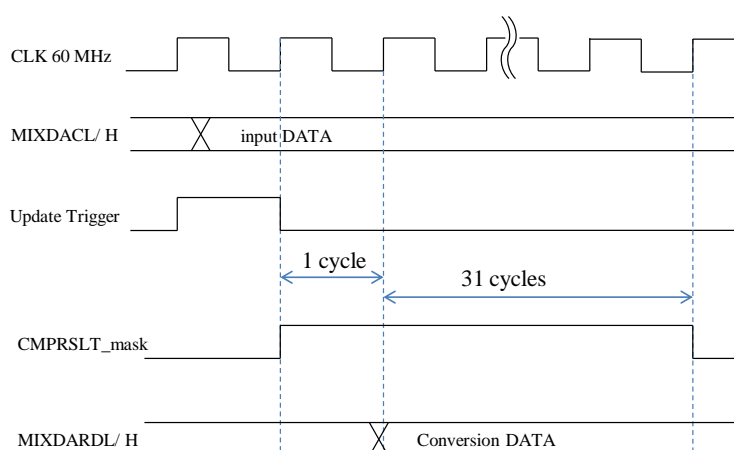 CLK 60 MHz
MIXDACL/ H
input DATA
Update Trigger
1 cycle
31 cycles
CMPRSLT_mask
MIXDARDL/ H
Conversion DATA